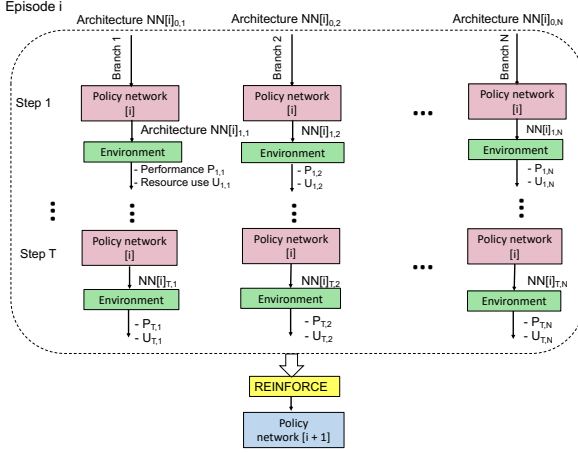 Episode i
Architecture NN[i]0,1 Architecture NN[i]0,2 Architecture NN[i]0,N
Branch 1 Branch 2 Branch N
Step 1
Policy network [i] Policy network [i] Policy network [i]
Architecture NN[i]1,1 NN[i]1,2 NN[i]1,N
Environment Environment Environment
- Performance P1,1 - P1,2 - P1,N
- Resource use U1,1 - U1,2 - U1,N
Step T
Policy network [i] Policy network [i] Policy network [i]
NN[i]T,1 NN[i]T,2 NN[i]T,N
Environment Environment Environment
- PT,1 - PT,2 - PT,N
- UT,1 - UT,2 - UT,N
REINFORCE
Policy
network [i + 1]